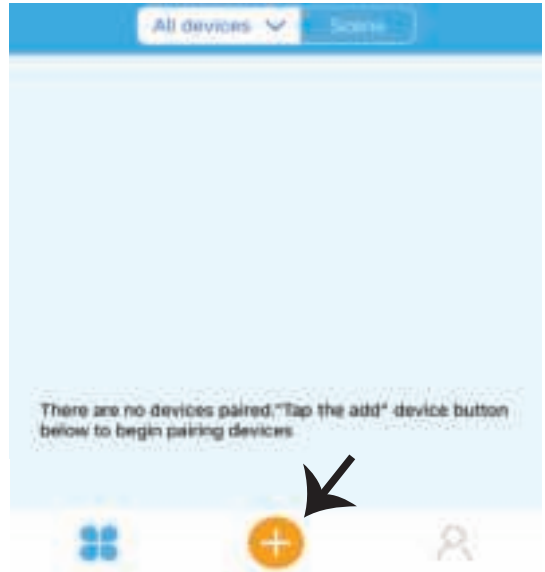 All devices Scene
There are no devices paired."Tap the add" device button
below to begin pairing devices